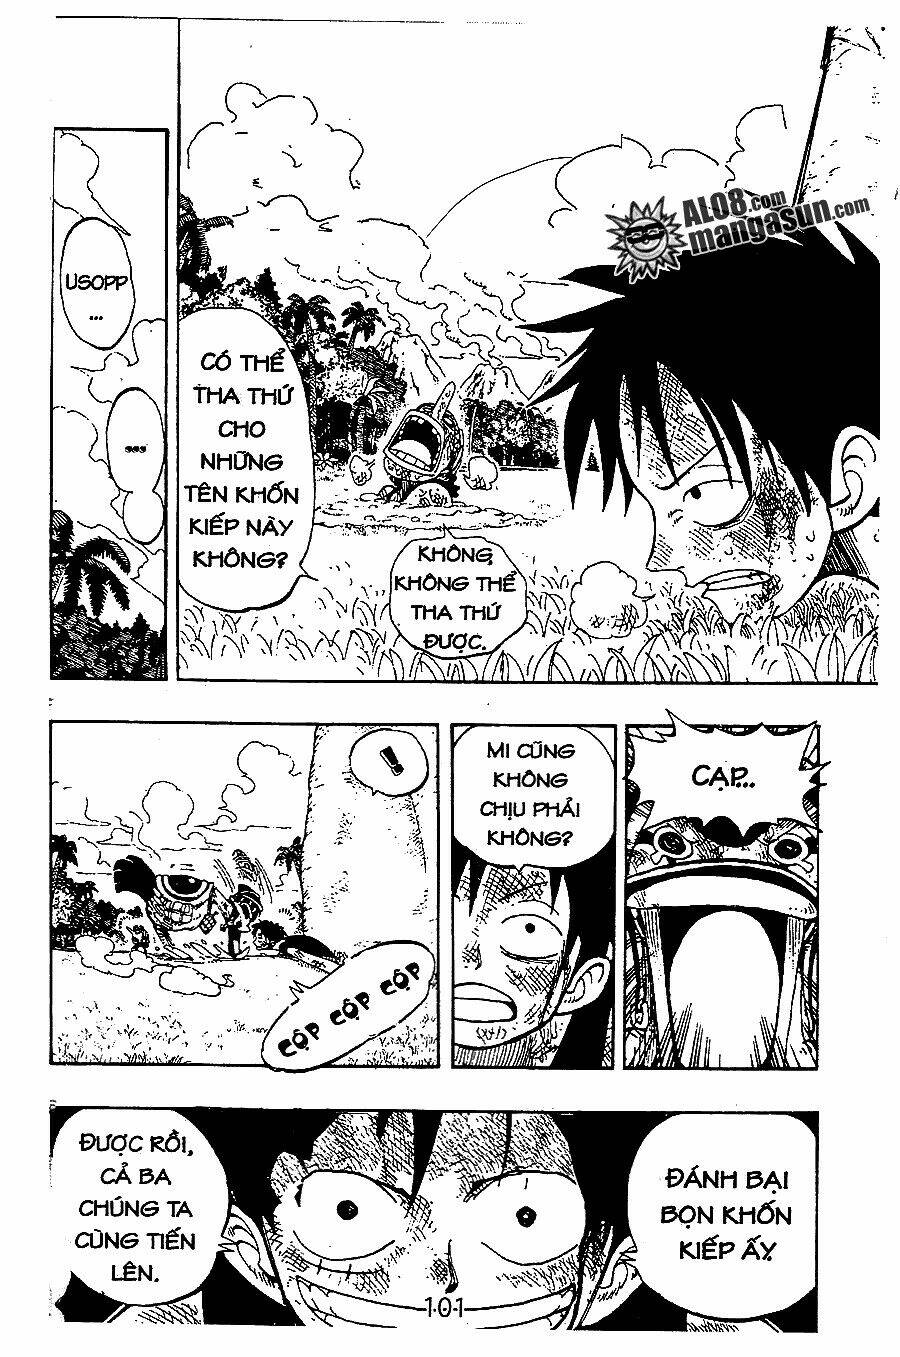 AL08.com
mangasun.com
CÓ THỂ
THA THỨ
CHO
NHỮNG
TÊN KHỐN
KIẾP NÀY
KHÔNG?
KHÔNG,
KHÔNG THỂ
THA THỨ
ĐƯỢC.
USOPP
...
...
CẠP...
MI CŨNG
KHÔNG
CHỊU PHẢI
KHÔNG?
!!
CỘP CỘP CỘP
ĐÁNH BẠI
BỌN KHỐN
KIẾP ẤY.
ĐƯỢC RỒI,
CẢ BA
CHÚNG TA
CÙNG TIẾN
LÊN.
101